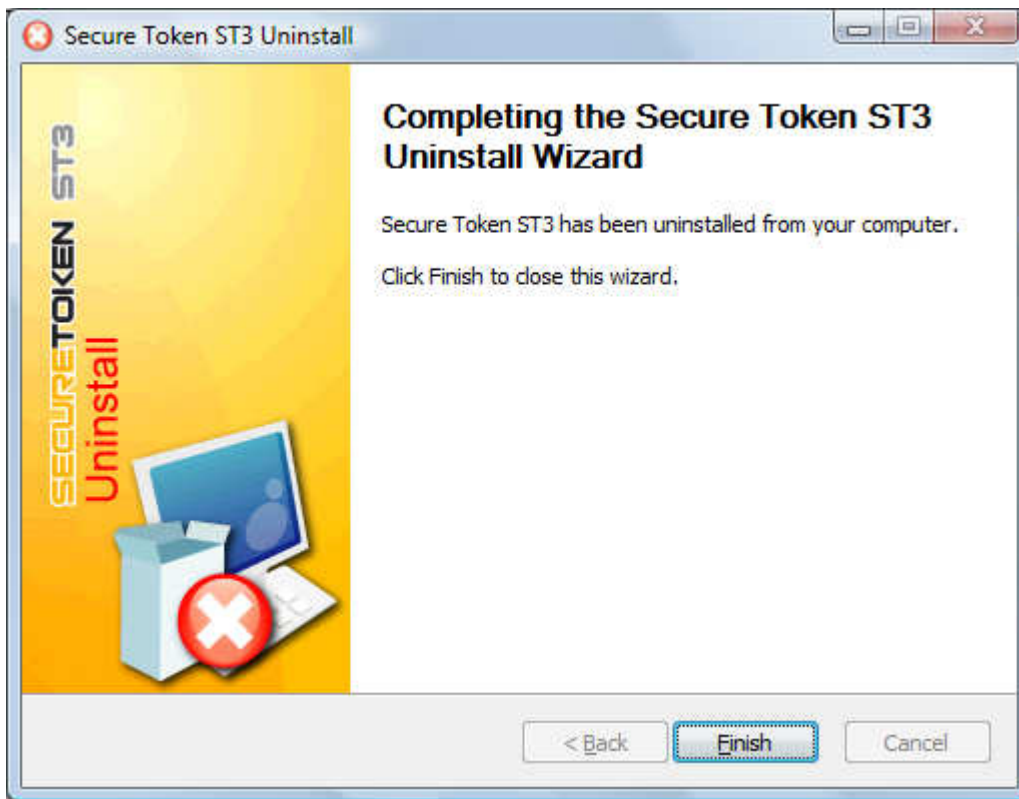 Secure Token ST3 Uninstall
SECURETOKEN ST3
Uninstall
Completing the Secure Token ST3
Uninstall Wizard
Secure Token ST3 has been uninstalled from your computer.
Click Finish to close this wizard.
< Back
Finish
Cancel